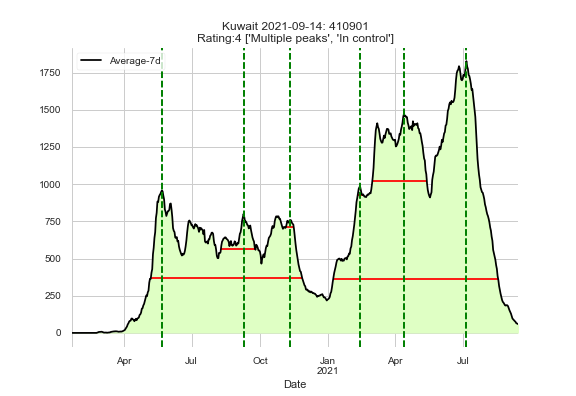 Kuwait 2021-09-14: 410901
Rating:4 ['Multiple peaks', 'In control']
Average-7d
1750
1500
1250
1000
750
500
250
0
Apr
Jul
Oct
Jan
2021
Apr
Jul
Date